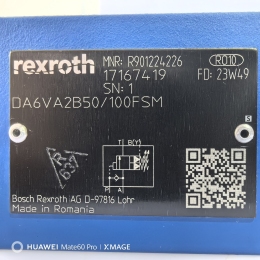 rexroth
MNR: R901224226
RQ10
17167419
FD: 23W49
SN: 1
DA6VA2B50/100FSM
S
T B(Y)
P A
Bosch Rexroth AG D-97816 Lohr
Made in Romania
HUAWEI Mate60 Pro | XMAGE